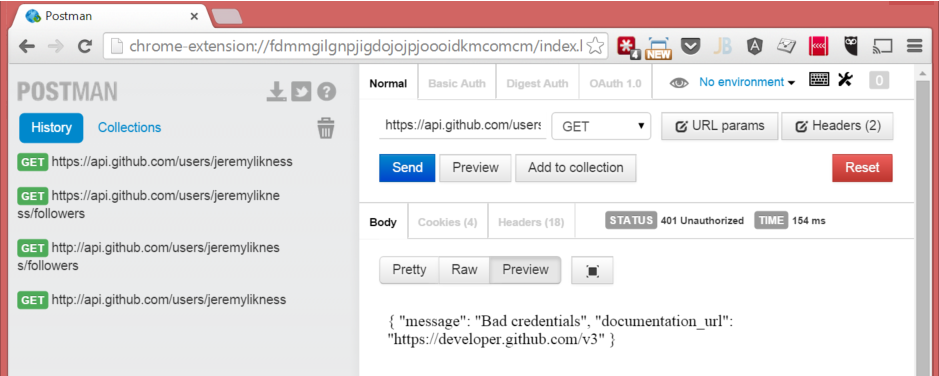 Postman
chrome-extension://fdmmgilgnpjigdojojpjoooidkmcomcm/index.l
4
NEW
JB
POSTMAN
History Collections
GET https://api.github.com/users/jeremylikness
GET https://api.github.com/users/jeremylikne
ss/followers
GET http://api.github.com/users/jeremyliknes
s/followers
GET http://api.github.com/users/jeremylikness
Normal Basic Auth Digest Auth OAuth 1.0 No environment 0
https://api.github.com/users GET URL params Headers (2)
Send Preview Add to collection Reset
Body Cookies (4) Headers (18) STATUS 401 Unauthorized TIME 154 ms
Pretty Raw Preview
{ "message": "Bad credentials", "documentation_url":
"https://developer.github.com/v3" }